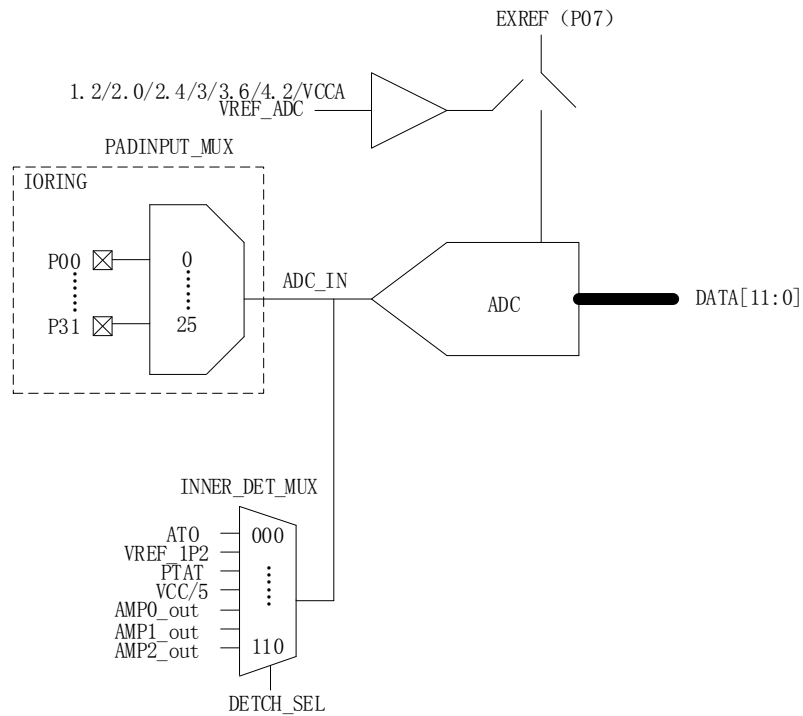 EXREF (P07)
1.2/2.0/2.4/3/3.6/4.2/VCCA
VREF_ADC
PADINPUT_MUX
IORING
P00
0
ADC_IN
ADC
DATA[11:0]
P31
25
INNER_DET_MUX
ATO
000
VREF_1P2
PTAT
VCC/5
AMP0_out
AMP1_out
AMP2_out
110
DETCH_SEL